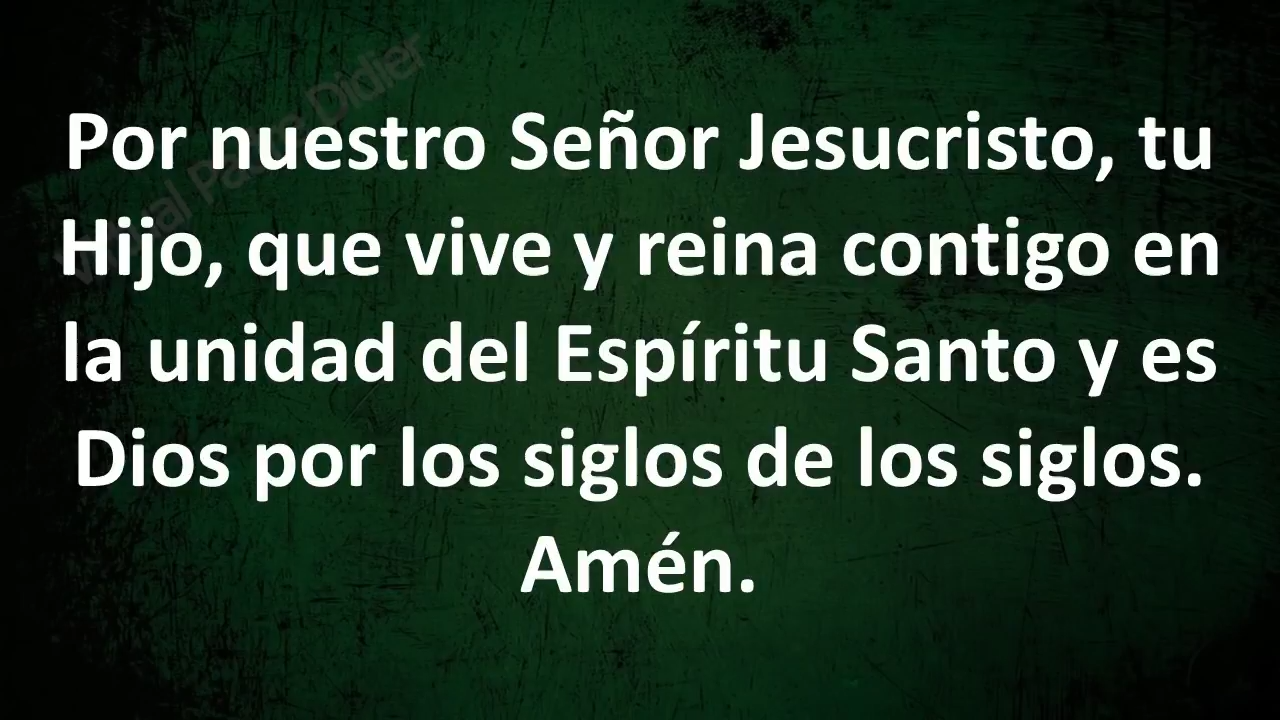 Por nuestro Señor Jesucristo, tu
Hijo, que vive y reina contigo en
la unidad del Espíritu Santo y es
Dios por los siglos de los siglos.
Amén.
Didier